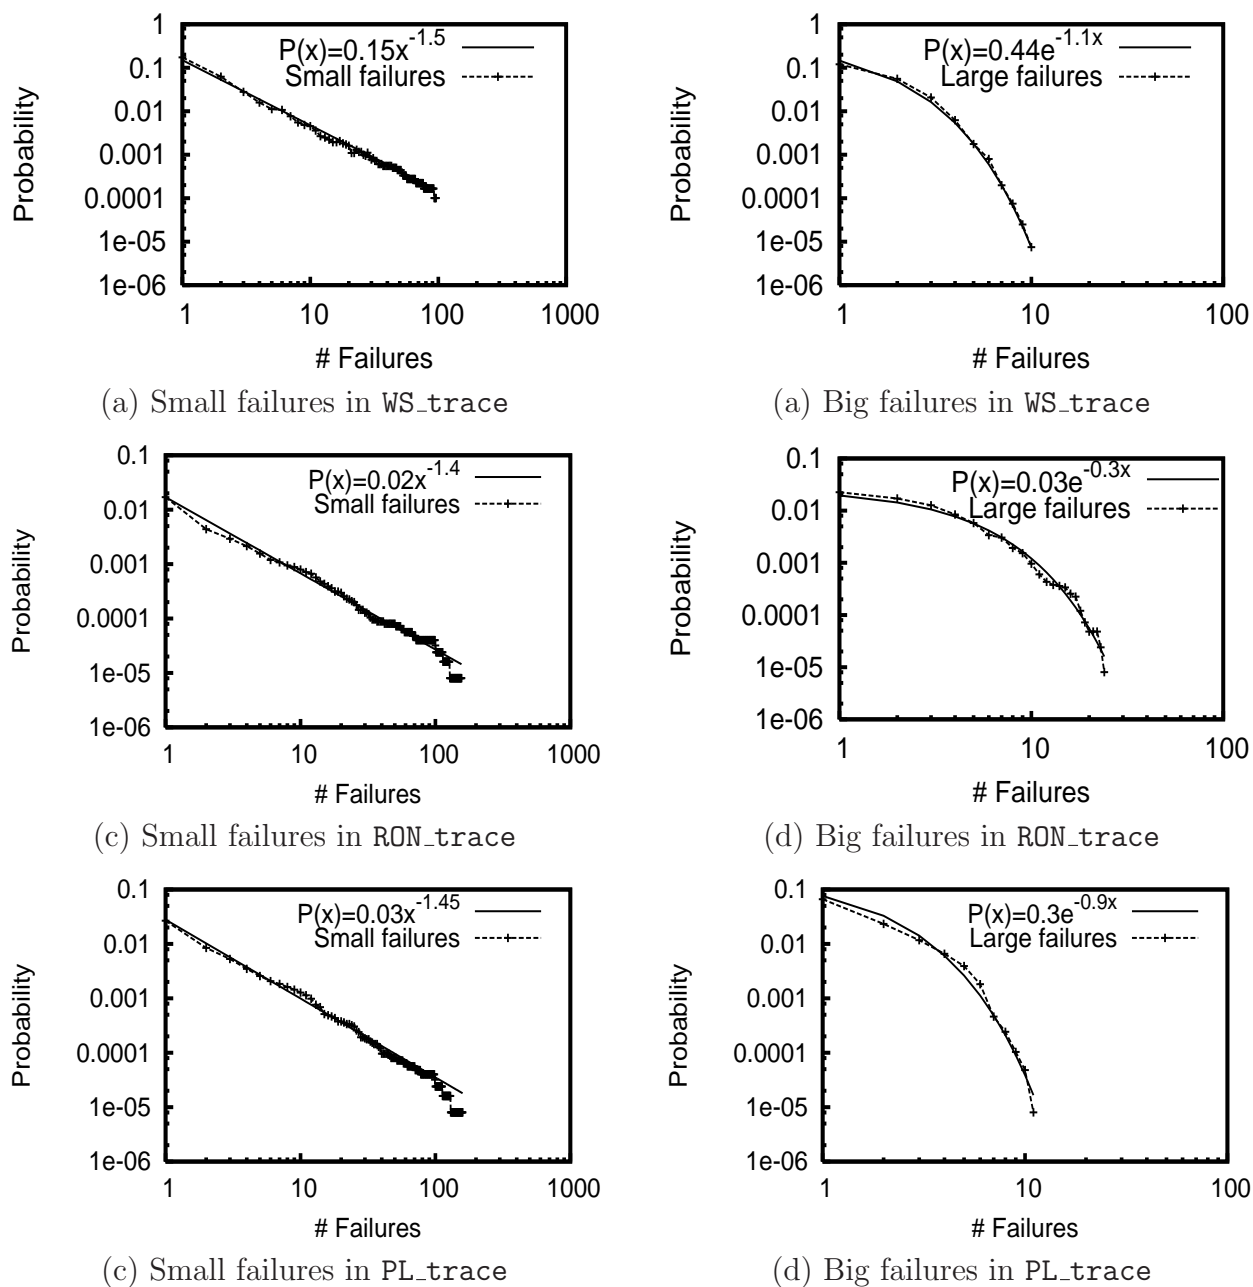 1
0.1
0.01
0.001
0.0001
1e-05
1e-06
Probability
P(x)=0.15x^-1.5
Small failures
1 10 100 1000
# Failures
(a) Small failures in WS_trace
1
0.1
0.01
0.001
0.0001
1e-05
1e-06
Probability
P(x)=0.44e^-1.1x
Large failures
1 10 100
# Failures
(a) Big failures in WS_trace
0.1
0.01
0.001
0.0001
1e-05
1e-06
Probability
P(x)=0.02x^-1.4
Small failures
1 10 100 1000
# Failures
(c) Small failures in RON_trace
0.1
0.01
0.001
0.0001
1e-05
1e-06
Probability
P(x)=0.03e^-0.3x
Large failures
1 10 100
# Failures
(d) Big failures in RON_trace
0.1
0.01
0.001
0.0001
1e-05
1e-06
Probability
P(x)=0.03x^-1.45
Small failures
1 10 100 1000
# Failures
(c) Small failures in PL_trace
0.1
0.01
0.001
0.0001
1e-05
1e-06
Probability
P(x)=0.3e^-0.9x
Large failures
1 10 100
# Failures
(d) Big failures in PL_trace